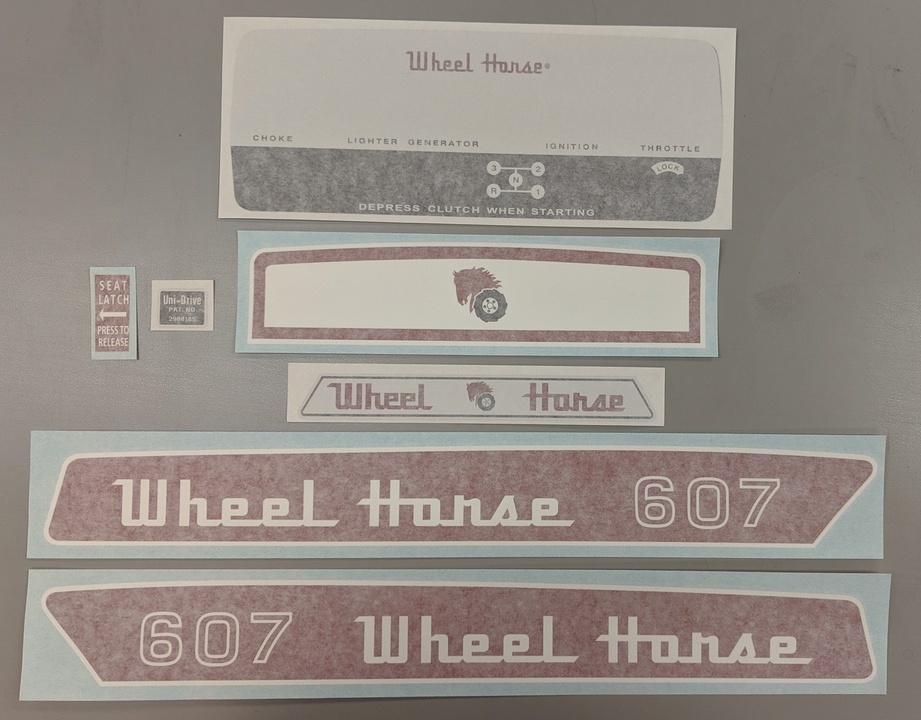 Wheel Horse®
CHOKE LIGHTER GENERATOR IGNITION THROTTLE
3 2 LOCK
N
R 1
DEPRESS CLUTCH WHEN STARTING
SEAT
LATCH
PRESS TO
RELEASE
Uni-Drive
PAT. NO.
Wheel Horse
Wheel Horse 607
607 Wheel Horse